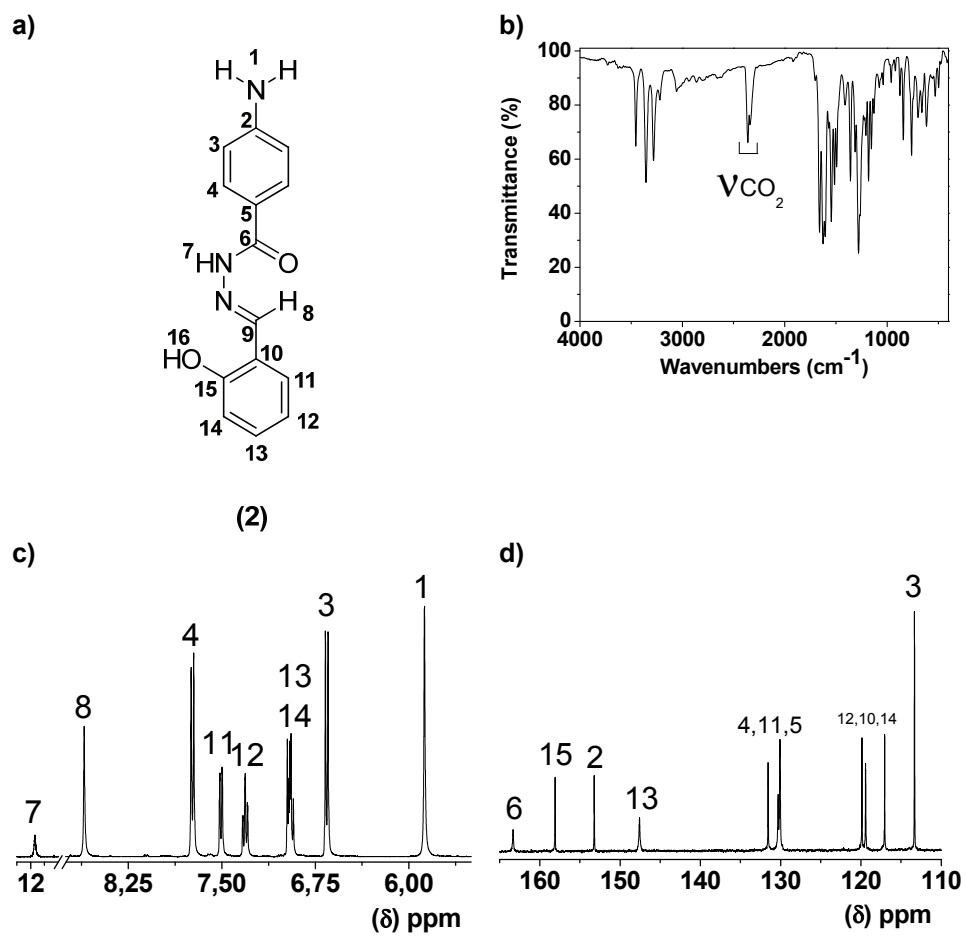 a)
1
H H
N
2
3
4
5
6
7
HN O
N H
9 8
16
HO 10
15 11
14 12
13
(2)
b)
100
80
60
40
20
0
Transmittance (%)
νCO2
4000 3000 2000 1000
Wavenumbers (cm-1)
c)
7 8 4 11 12 13 14 3 1
12 8,25 7,50 6,75 6,00
(δ) ppm
d)
6 15 2 13 4,11,5 12,10,14 3
160 150 140 130 120 110
(δ) ppm